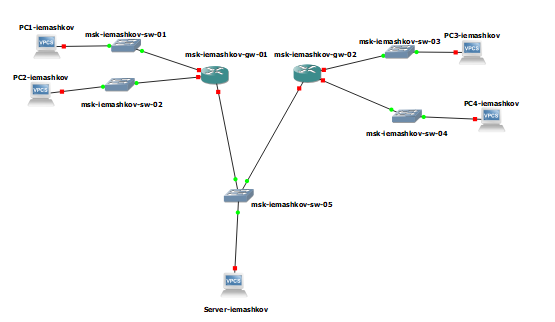 PC1-iemashkov
msk-iemashkov-sw-01
msk-iemashkov-gw-01
msk-iemashkov-gw-02
msk-iemashkov-sw-03
PC3-iemashkov
VPCS
VPCS
PC2-iemashkov
VPCS
msk-iemashkov-sw-02
PC4-iemashkov
VPCS
msk-iemashkov-sw-04
msk-iemashkov-sw-05
VPCS
Server-iemashkov